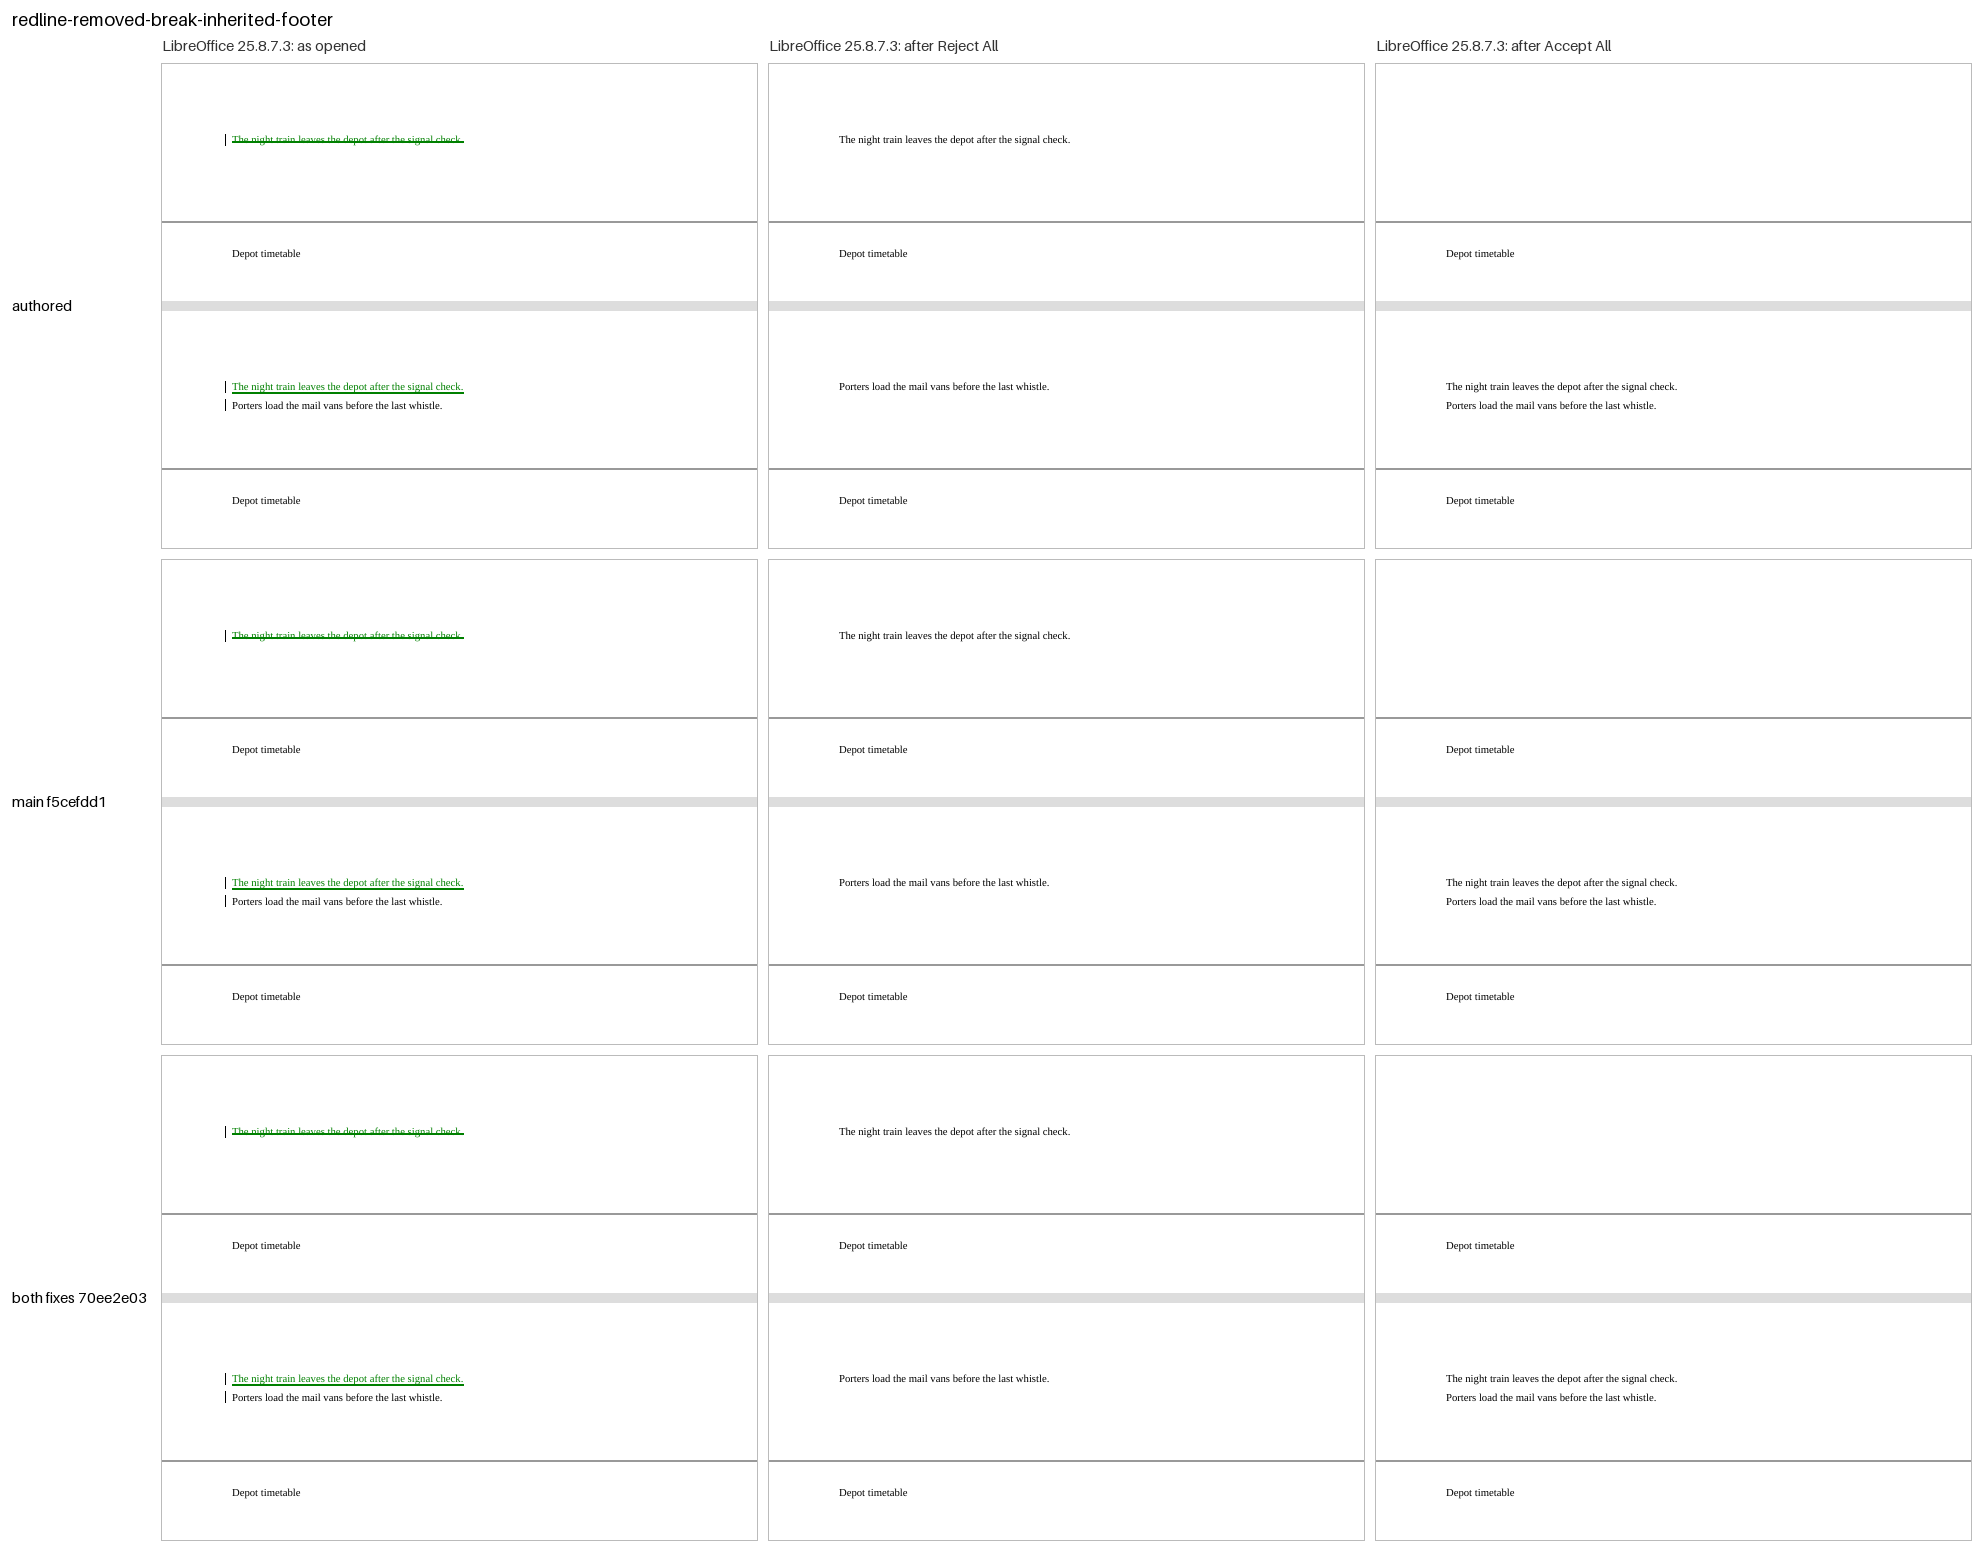 redline-removed-break-inherited-footer
LibreOffice 25.8.7.3: as opened
LibreOffice 25.8.7.3: after Reject All
LibreOffice 25.8.7.3: after Accept All
The night train leaves the depot after the signal check.
The night train leaves the depot after the signal check.
Depot timetable
Depot timetable
Depot timetable
authored
The night train leaves the depot after the signal check.
Porters load the mail vans before the last whistle.
Porters load the mail vans before the last whistle.
The night train leaves the depot after the signal check.
Porters load the mail vans before the last whistle.
Depot timetable
Depot timetable
Depot timetable
The night train leaves the depot after the signal check.
The night train leaves the depot after the signal check.
Depot timetable
Depot timetable
Depot timetable
main f5cefdd1
The night train leaves the depot after the signal check.
Porters load the mail vans before the last whistle.
Porters load the mail vans before the last whistle.
The night train leaves the depot after the signal check.
Porters load the mail vans before the last whistle.
Depot timetable
Depot timetable
Depot timetable
The night train leaves the depot after the signal check.
The night train leaves the depot after the signal check.
Depot timetable
Depot timetable
Depot timetable
both fixes 70ee2e03
The night train leaves the depot after the signal check.
Porters load the mail vans before the last whistle.
Porters load the mail vans before the last whistle.
The night train leaves the depot after the signal check.
Porters load the mail vans before the last whistle.
Depot timetable
Depot timetable
Depot timetable